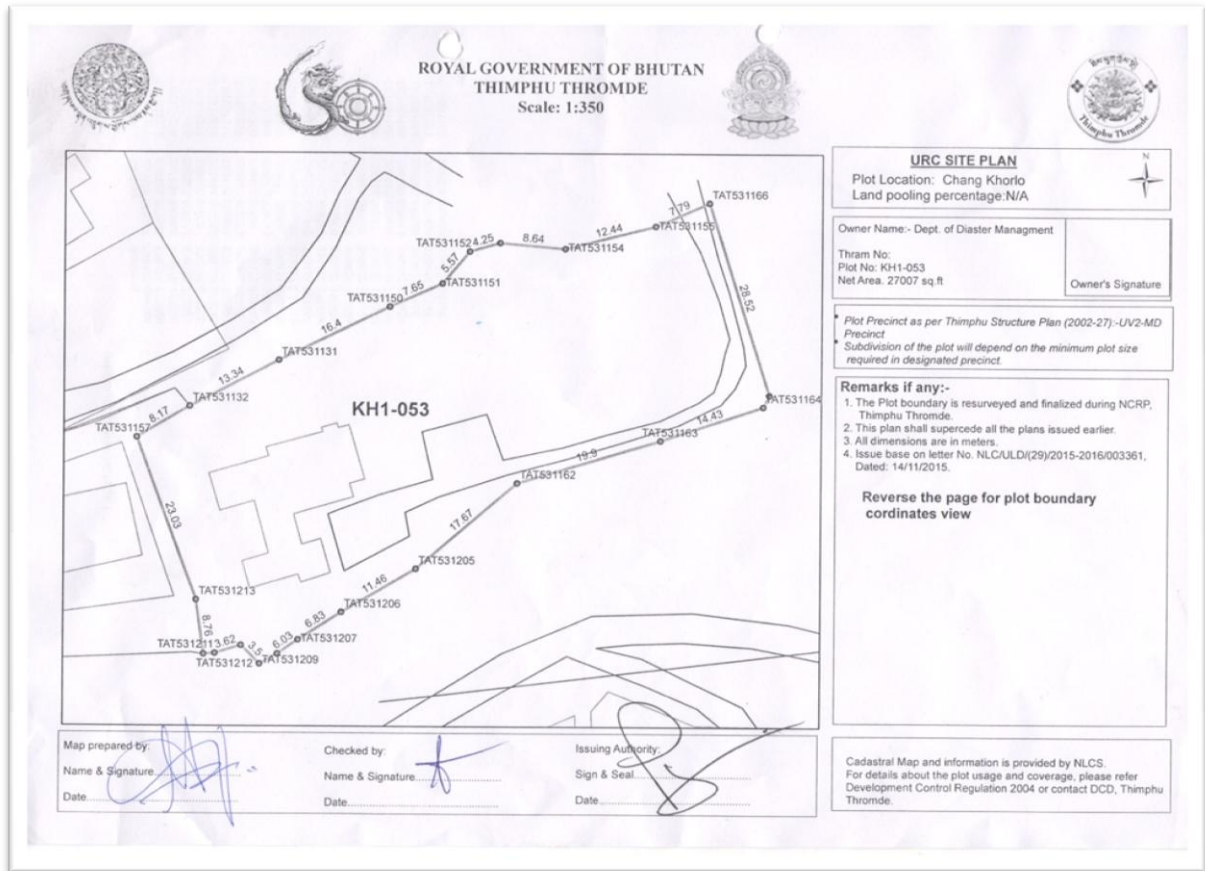 ROYAL GOVERNMENT OF BHUTAN
THIMPHU THROMDE
Scale: 1:350
Thimphu Thromde
URC SITE PLAN
Plot Location: Chang Khorlo
Land pooling percentage:N/A
N
Owner Name:- Dept. of Diaster Managment
Thram No:
Plot No: KH1-053
Net Area. 27007 sq.ft
Owner's Signature
Plot Precinct as per Thimphu Structure Plan (2002-27):-UV2-MD
Precinct
Subdivision of the plot will depend on the minimum plot size
required in designated precinct.
Remarks if any:-
1. The Plot boundary is resurveyed and finalized during NCRP,
Thimphu Thromde.
2. This plan shall supercede all the plans issued earlier.
3. All dimensions are in meters.
4. Issue base on letter No. NLC/ULD/(29)/2015-2016/003361,
Dated: 14/11/2015.
Reverse the page for plot boundary
cordinates view
TAT531166
7.79
TAT531155
12.44
TAT531154
8.64
4.25
TAT531152
5.57
TAT531151
7.65
TAT531150
16.4
TAT531131
13.34
TAT531132
8.17
TAT531157
28.52
TAT531164
14.43
TAT531163
19.9
TAT531162
KH1-053
17.67
23.03
TAT531205
11.46
TAT531213
TAT531206
8.76
6.83
TAT531207
6.03
TAT531211
3.62
3.5
TAT531212
TAT531209
Map prepared by:
Name & Signature
Date
Checked by:
Name & Signature
Date
Issuing Authority:
Sign & Seal
Date
Cadastral Map and information is provided by NLCS.
For details about the plot usage and coverage, please refer
Development Control Regulation 2004 or contact DCD, Thimphu
Thromde.